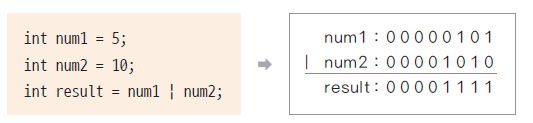 int num1 = 5;
int num2 = 10;
int result = num1 ¦ num2;
num1 : 0 0 0 0 0 1 0 1
| num2 : 0 0 0 0 1 0 1 0
result : 0 0 0 0 1 1 1 1